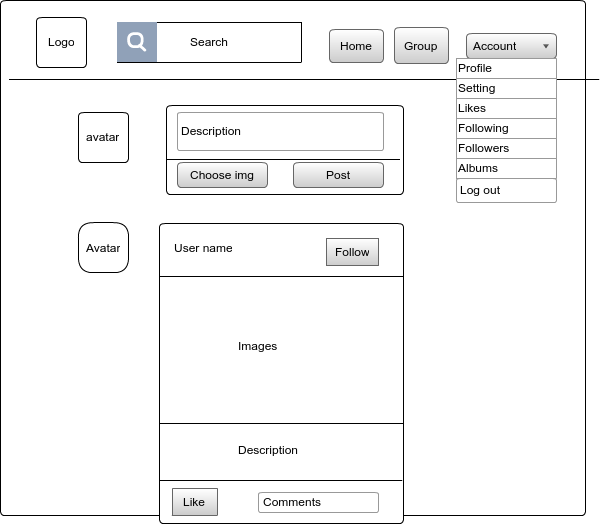 Logo
Search
Home
Group
Account
Profile
Setting
Likes
Following
Followers
Albums
Log out
avatar
Description
Choose img
Post
Avatar
User name
Follow
Images
Description
Like
Comments